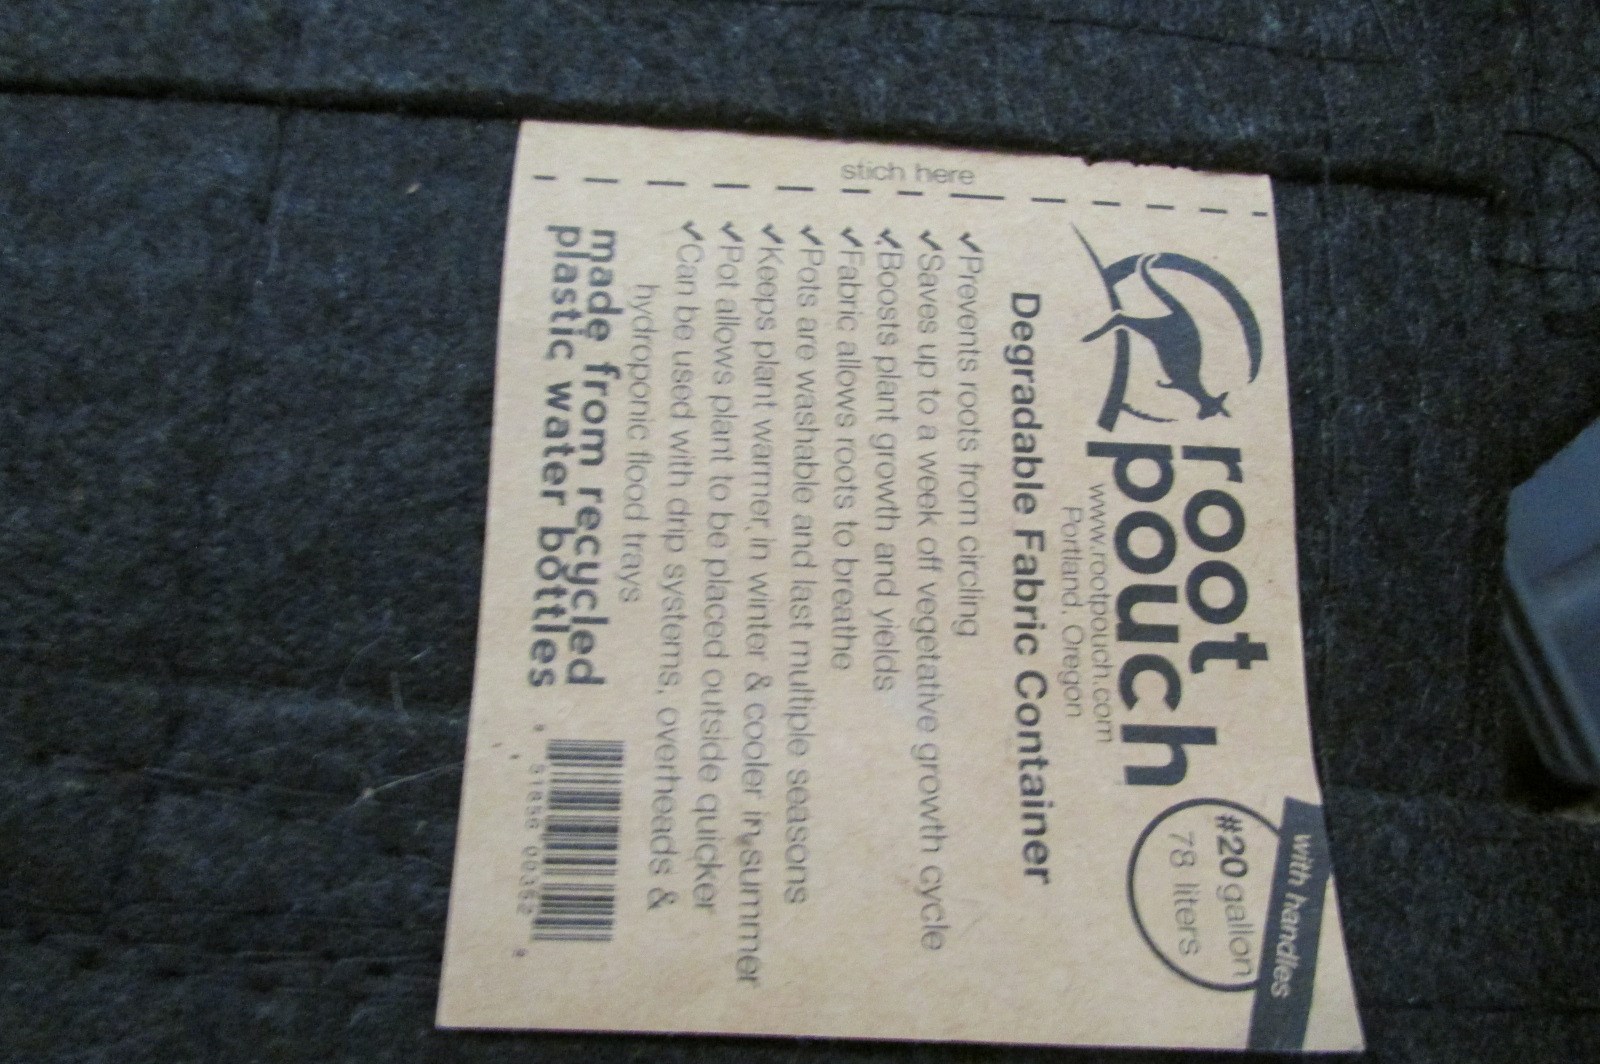 stich here
with handles
root
pouch
#20 gallon
78 liters
www.rootpouch.com
Portland, Oregon
Degradable Fabric Container
✓Prevents roots from circling
✓Saves up to a week off vegetative growth cycle
✓Boosts plant growth and yields
✓Fabric allows roots to breathe
✓Pots are washable and last multiple seasons
✓Keeps plant warmer, in winter & cooler in summer
✓Pot allows plant to be placed outside quicker
✓Can be used with drip systems, overheads &
hydroponic flood trays
made from recycled
plastic water bottles